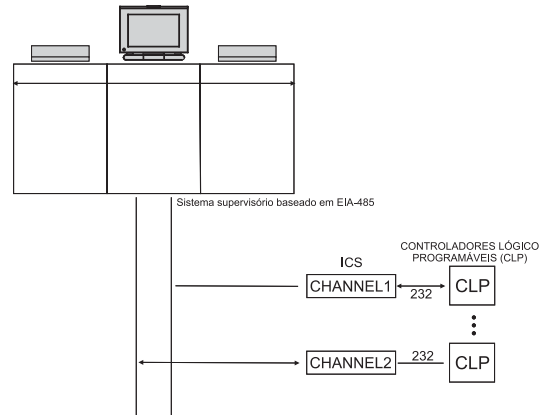 Sistema supervisório baseado em EIA-485
CONTROLADORES LÓGICO
PROGRAMÁVEIS (CLP)
ICS
CHANNEL1
232
CLP
CHANNEL2
232
CLP